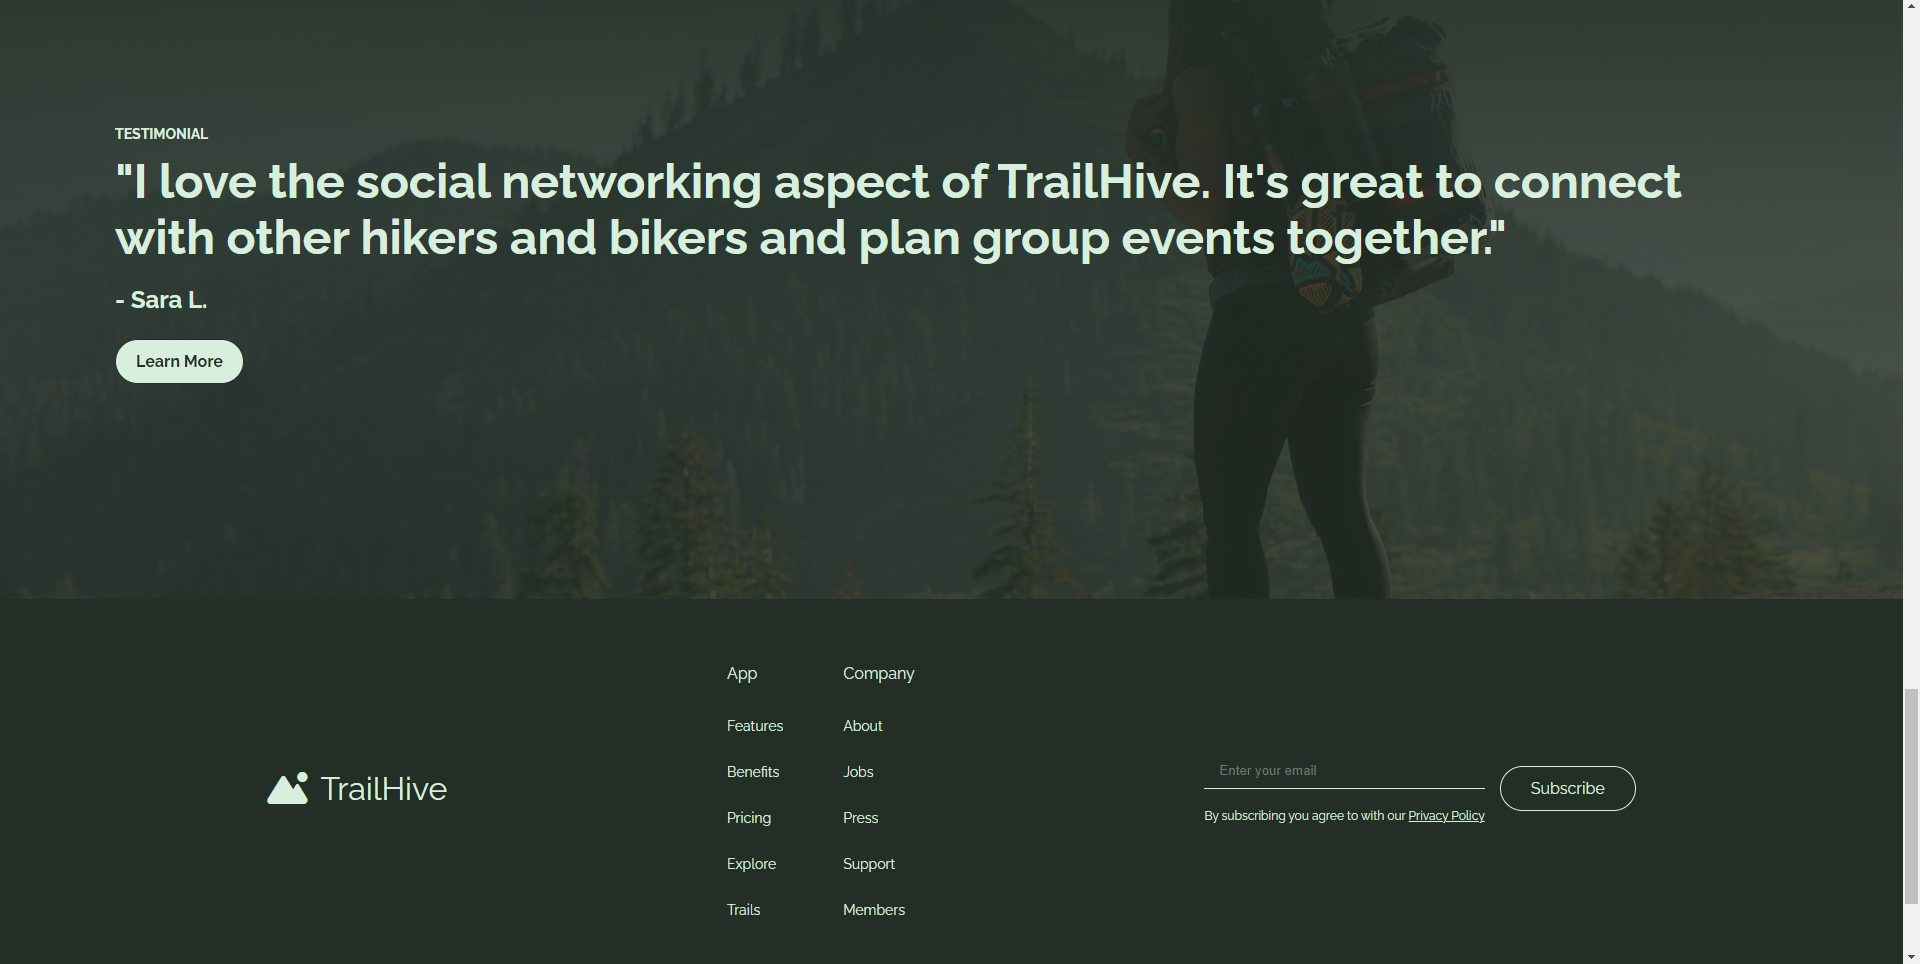 TESTIMONIAL
"I love the social networking aspect of TrailHive. It's great to connect
with other hikers and bikers and plan group events together."
- Sara L.
Learn More
TrailHive
App
Features
Benefits
Pricing
Explore
Trails
Company
About
Jobs
Press
Support
Members
Enter your email
By subscribing you agree to with our Privacy Policy
Subscribe